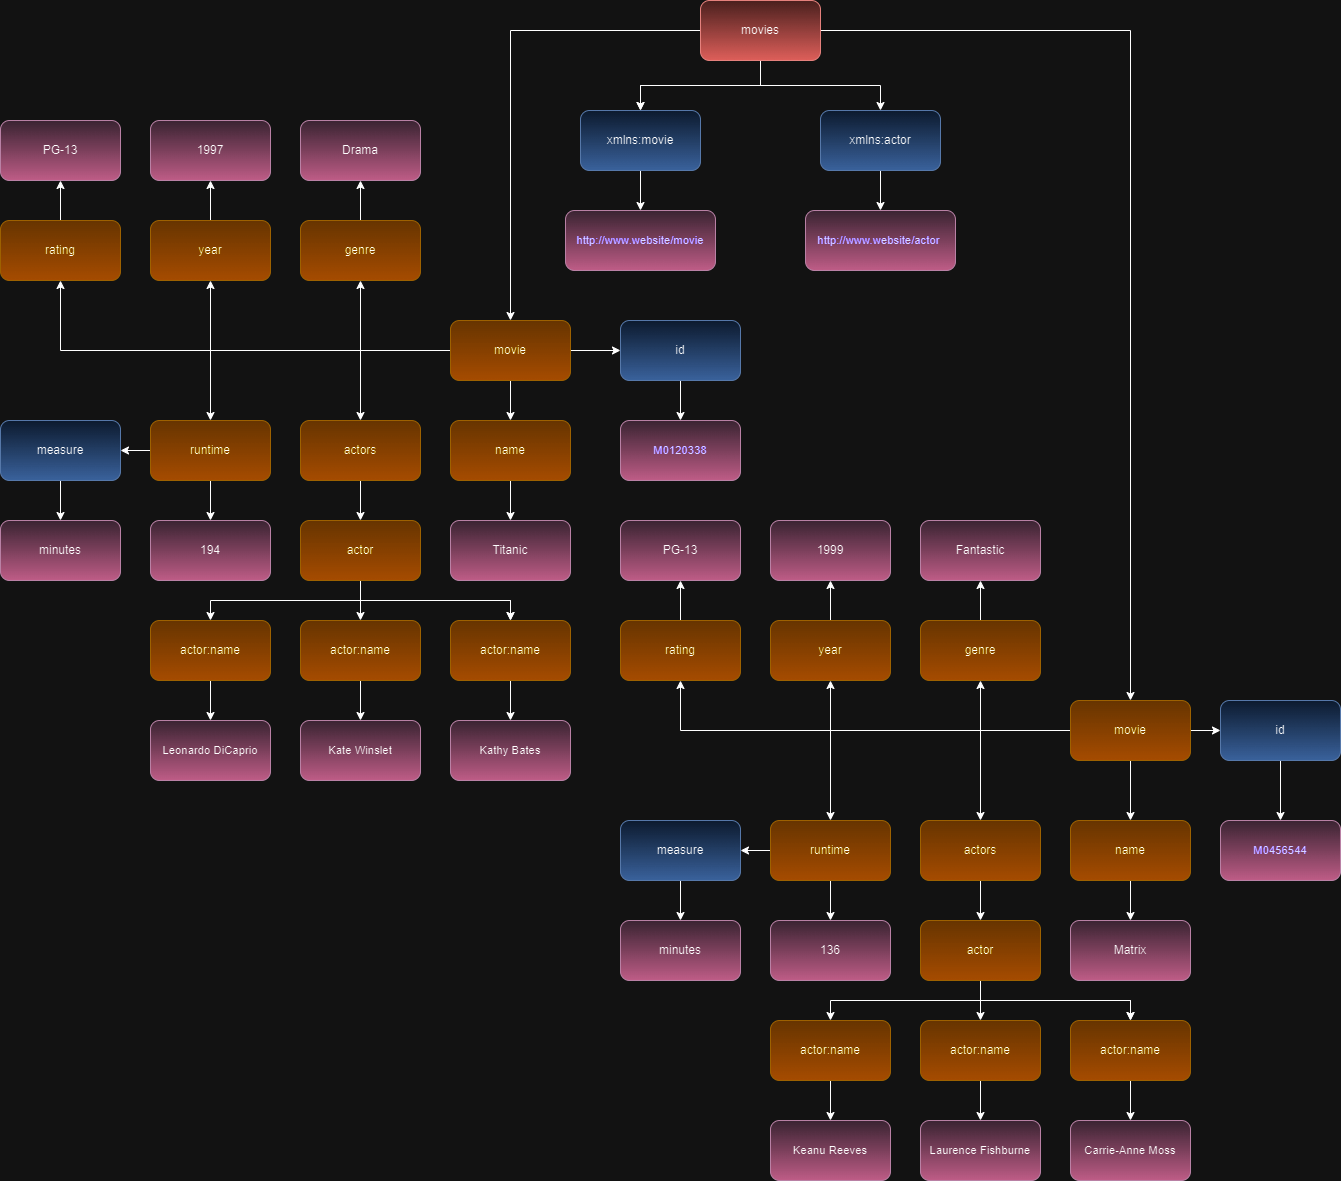 movies
xmlns:movie
xmlns:actor
PG-13
1997
Drama
http://www.website/movie
http://www.website/actor
rating
year
genre
movie
id
measure
runtime
actors
name
M0120338
minutes
194
actor
Titanic
PG-13
1999
Fantastic
actor:name
actor:name
actor:name
rating
year
genre
Leonardo DiCaprio
Kate Winslet
Kathy Bates
movie
id
measure
runtime
actors
name
M0456544
minutes
136
actor
Matrix
actor:name
actor:name
actor:name
Keanu Reeves
Laurence Fishburne
Carrie-Anne Moss